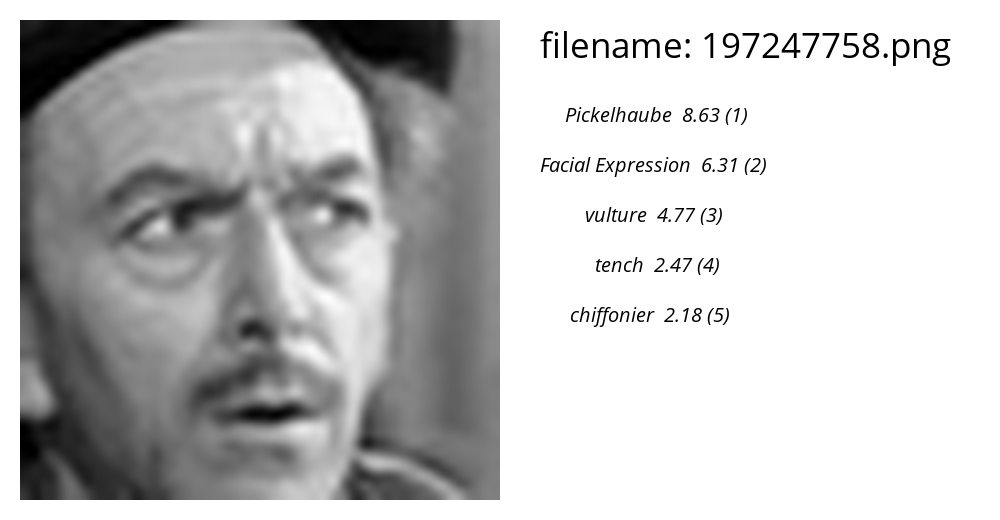 filename: 197247758.png
Pickelhaube 8.63 (1)
Facial Expression 6.31 (2)
vulture 4.77 (3)
tench 2.47 (4)
chiffonier 2.18 (5)